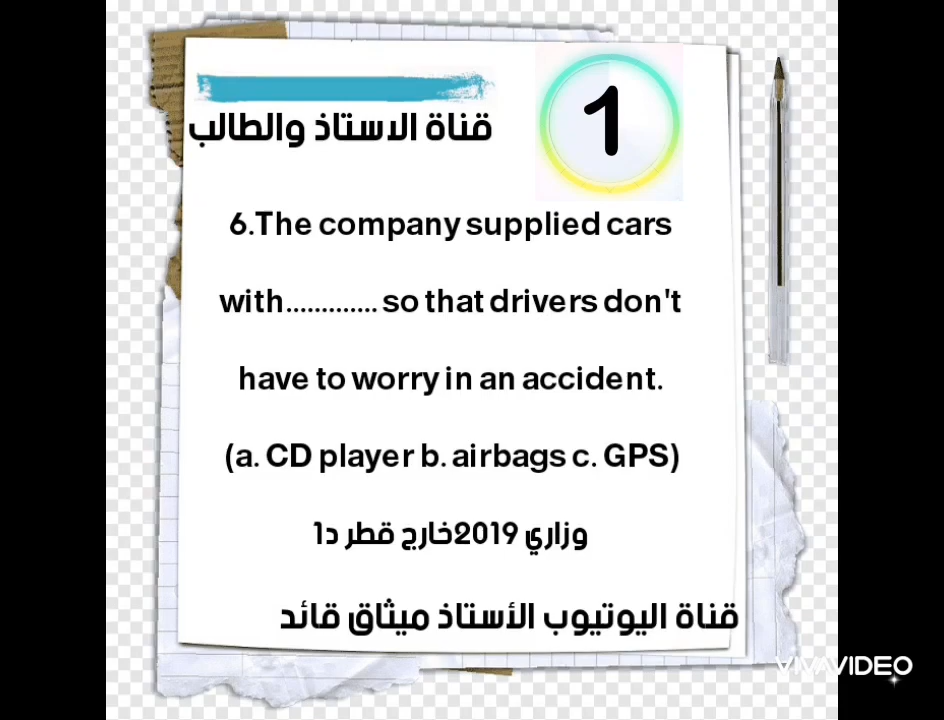 قناة الاستاذ والطالب
1
6.The company supplied cars
with............. so that drivers don't
have to worry in an accident.
(a. CD player b. airbags c. GPS)
وزاري 2019خارج قطر د1
قناة اليوتيوب الأستاذ ميثاق قائد
VIVAVIDEO